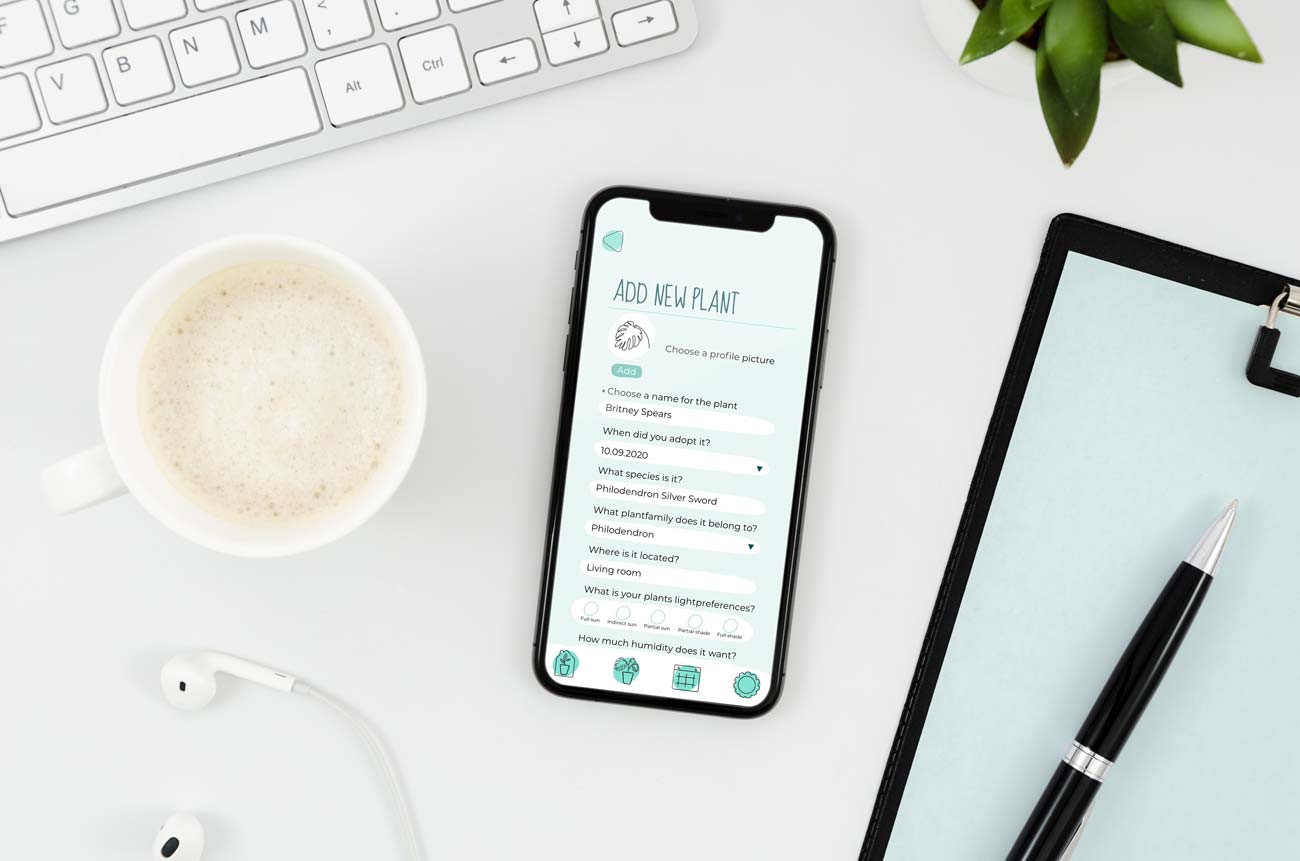 F G
V B N M < ,
Alt Ctrl
ADD NEW PLANT
Choose a profile picture
Add
* Choose a name for the plant
Britney Spears
When did you adopt it?
10.09.2020
What species is it?
Philodendron Silver Sword
What plantfamily does it belong to?
Philodendron
Where is it located?
Living room
What is your plants lightpreferences?
Full sun Indirect sun Partial sun Partial shade Full shade
How much humidity does it want?